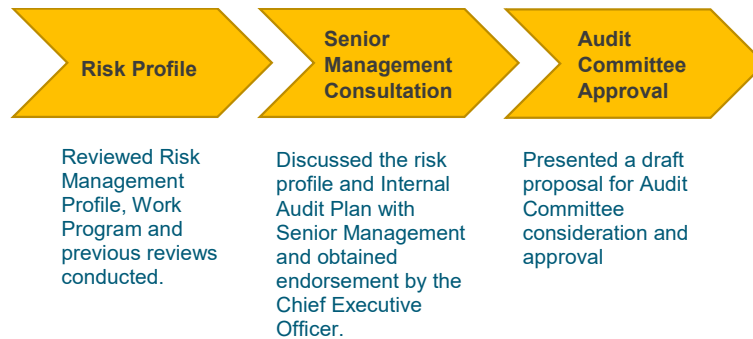 Risk Profile
Senior
Management
Consultation
Audit
Committee
Approval
Reviewed Risk
Management
Profile, Work
Program and
previous reviews
conducted.
Discussed the risk
profile and Internal
Audit Plan with
Senior Management
and obtained
endorsement by the
Chief Executive
Officer.
Presented a draft
proposal for Audit
Committee
consideration and
approval